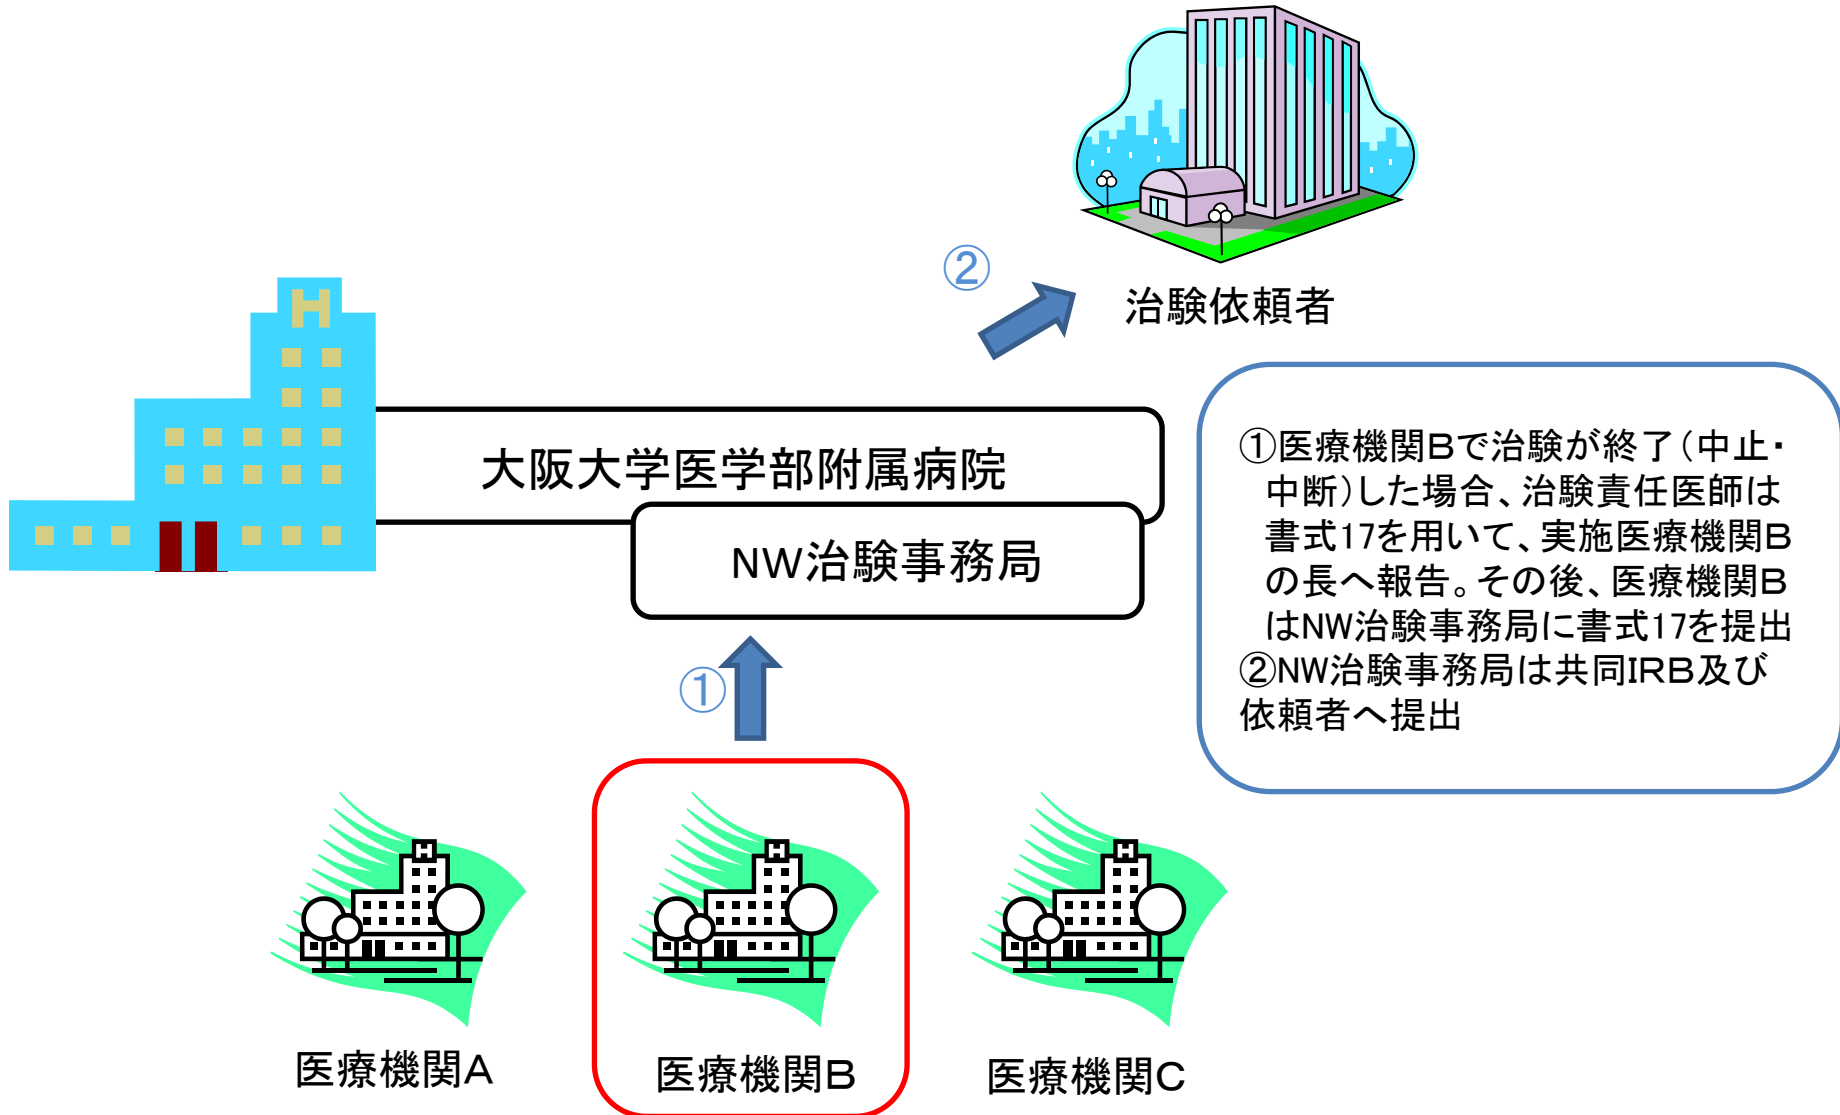 ②
治験依頼者
H
大阪大学医学部附属病院
NW治験事務局
①医療機関Bで治験が終了(中止・
中断)した場合、治験責任医師は
書式17を用いて、実施医療機関B
の長へ報告。その後、医療機関B
はNW治験事務局に書式17を提出
②NW治験事務局は共同IRB及び
依頼者へ提出
①
H
H
H
医療機関A
医療機関B
医療機関C